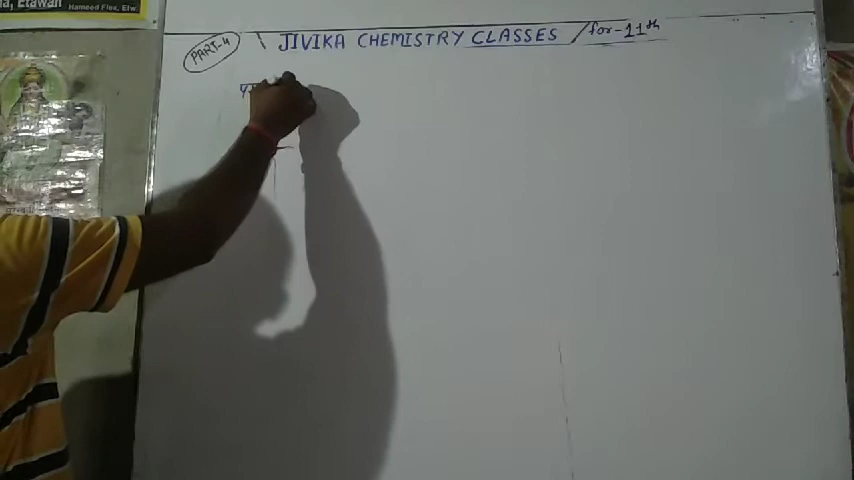 Etawah
Hameed Flex, Etw.
PART-4
JIVIKA CHEMISTRY CLASSES / for-11th